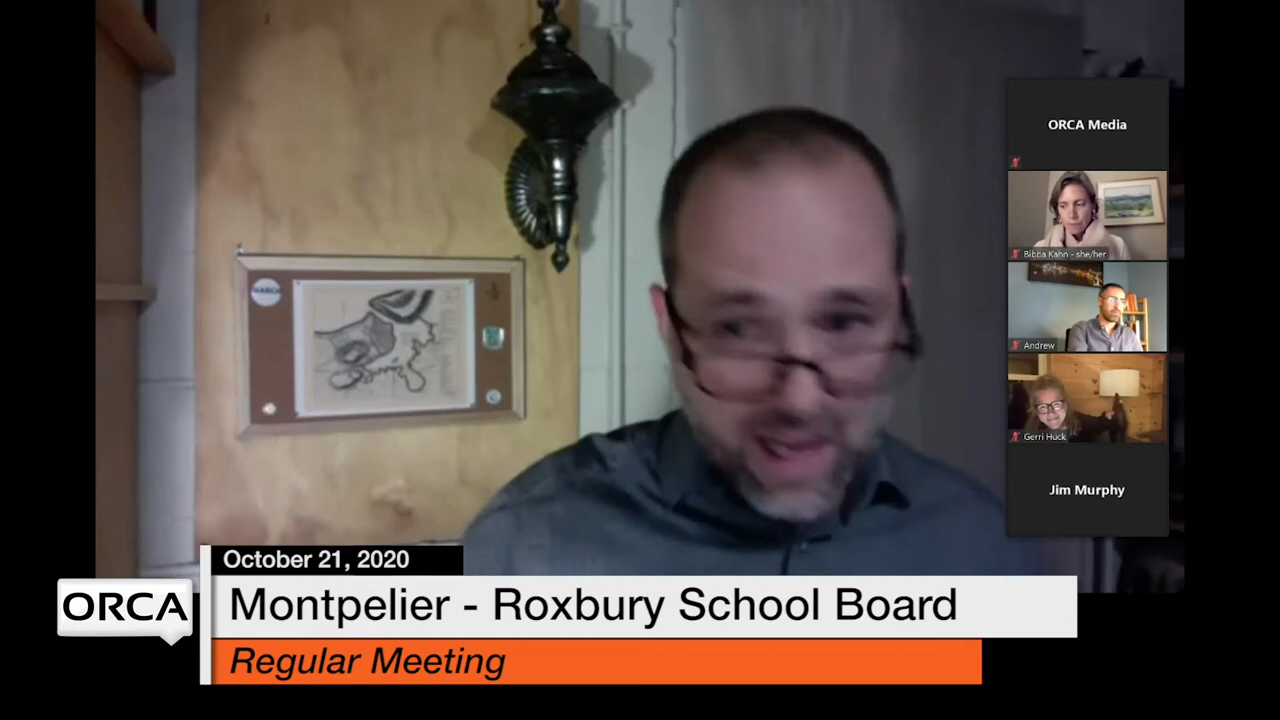 ORCA Media
Bibba Kahn - she/her
Andrew
Gerri Huck
Jim Murphy
October 21, 2020
Montpelier - Roxbury School Board
Regular Meeting
ORCA